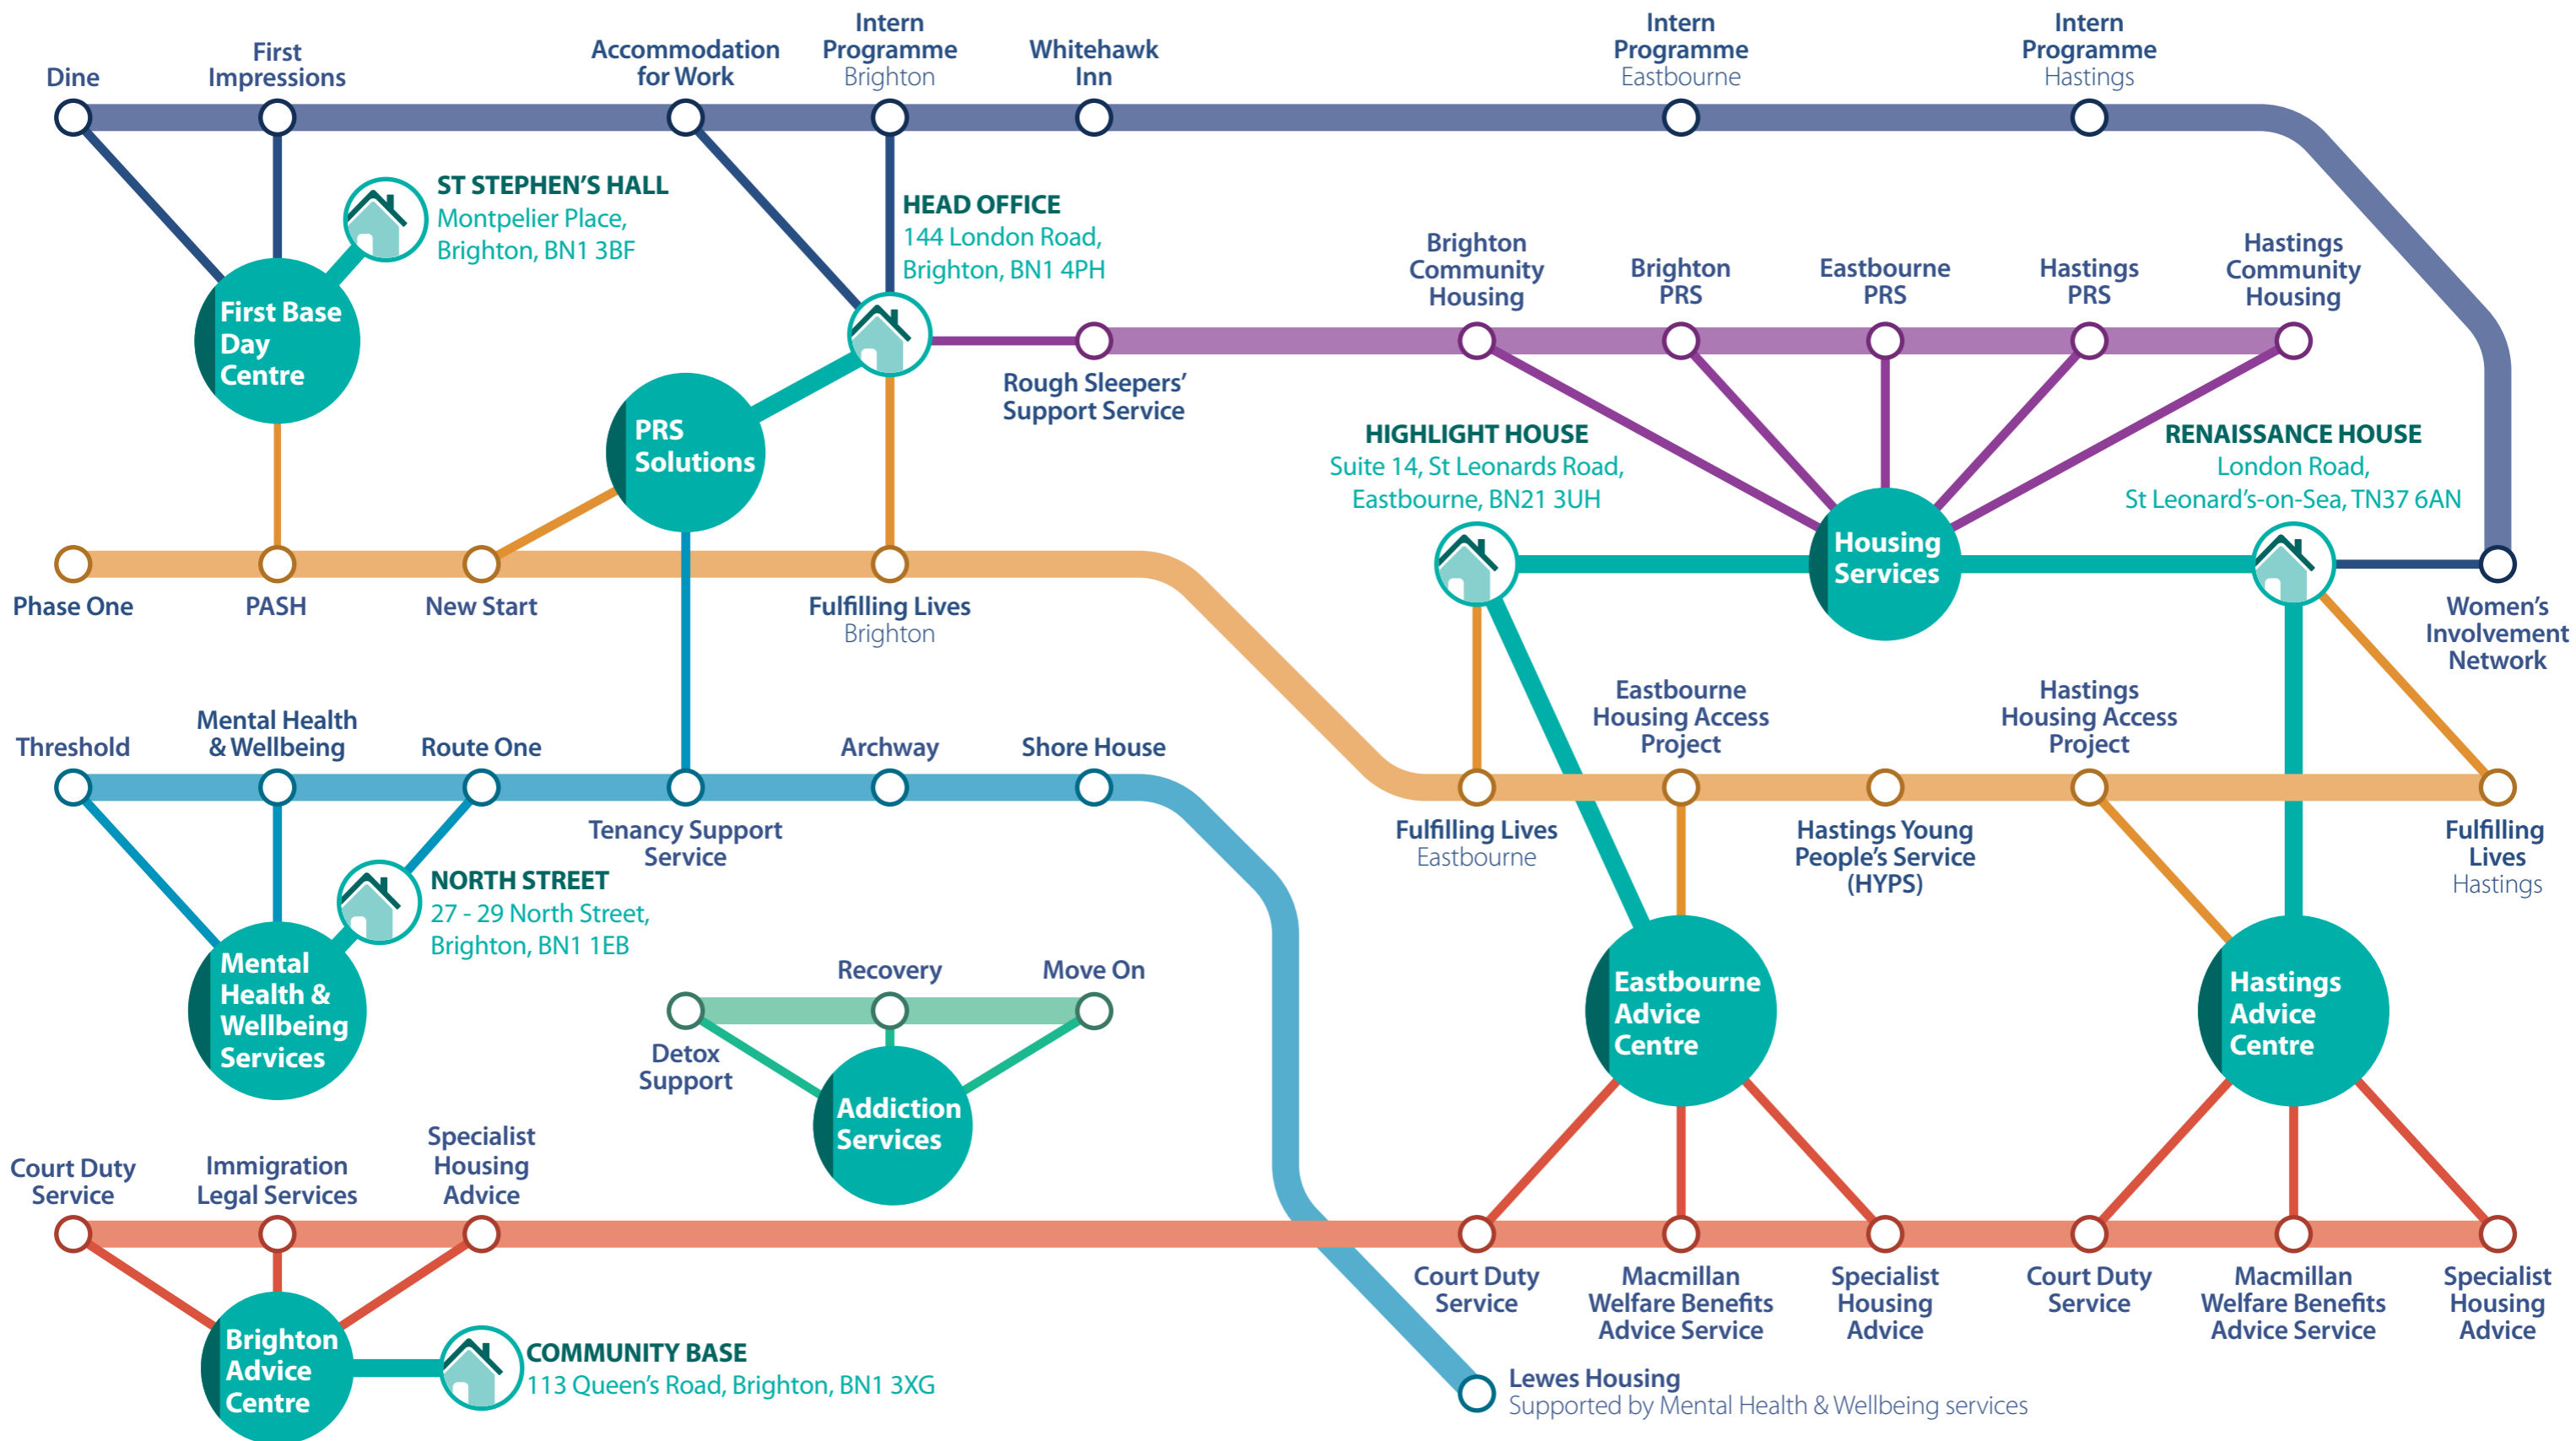 Dine
First
Impressions
Accommodation
for Work
Intern
Programme
Brighton
Whitehawk
Inn
Intern
Programme
Eastbourne
Intern
Programme
Hastings
ST STEPHEN'S HALL
Montpelier Place,
Brighton, BN1 3BF
HEAD OFFICE
144 London Road,
Brighton, BN1 4PH
First Base
Day
Centre
PRS
Solutions
Rough Sleepers'
Support Service
Brighton
Community
Housing
Brighton
PRS
Eastbourne
PRS
Hastings
PRS
Hastings
Community
Housing
HIGHLIGHT HOUSE
Suite 14, St Leonards Road,
Eastbourne, BN21 3UH
RENAISSANCE HOUSE
London Road,
St Leonard's-on-Sea, TN37 6AN
Housing
Services
Women's
Involvement
Network
Phase One
PASH
New Start
Fulfilling Lives
Brighton
Threshold
Mental Health
& Wellbeing
Route One
Tenancy Support
Service
Archway
Shore House
Fulfilling Lives
Eastbourne
Eastbourne
Housing Access
Project
Hastings Young
People's Service
(HYPS)
Hastings
Housing Access
Project
Fulfilling
Lives
Hastings
NORTH STREET
27 - 29 North Street,
Brighton, BN1 1EB
Mental
Health &
Wellbeing
Services
Detox
Support
Recovery
Move On
Addiction
Services
Eastbourne
Advice
Centre
Hastings
Advice
Centre
Court Duty
Service
Immigration
Legal Services
Specialist
Housing
Advice
Brighton
Advice
Centre
COMMUNITY BASE
113 Queen's Road, Brighton, BN1 3XG
Court Duty
Service
Macmillan
Welfare Benefits
Advice Service
Specialist
Housing
Advice
Court Duty
Service
Macmillan
Welfare Benefits
Advice Service
Specialist
Housing
Advice
Lewes Housing
Supported by Mental Health & Wellbeing services